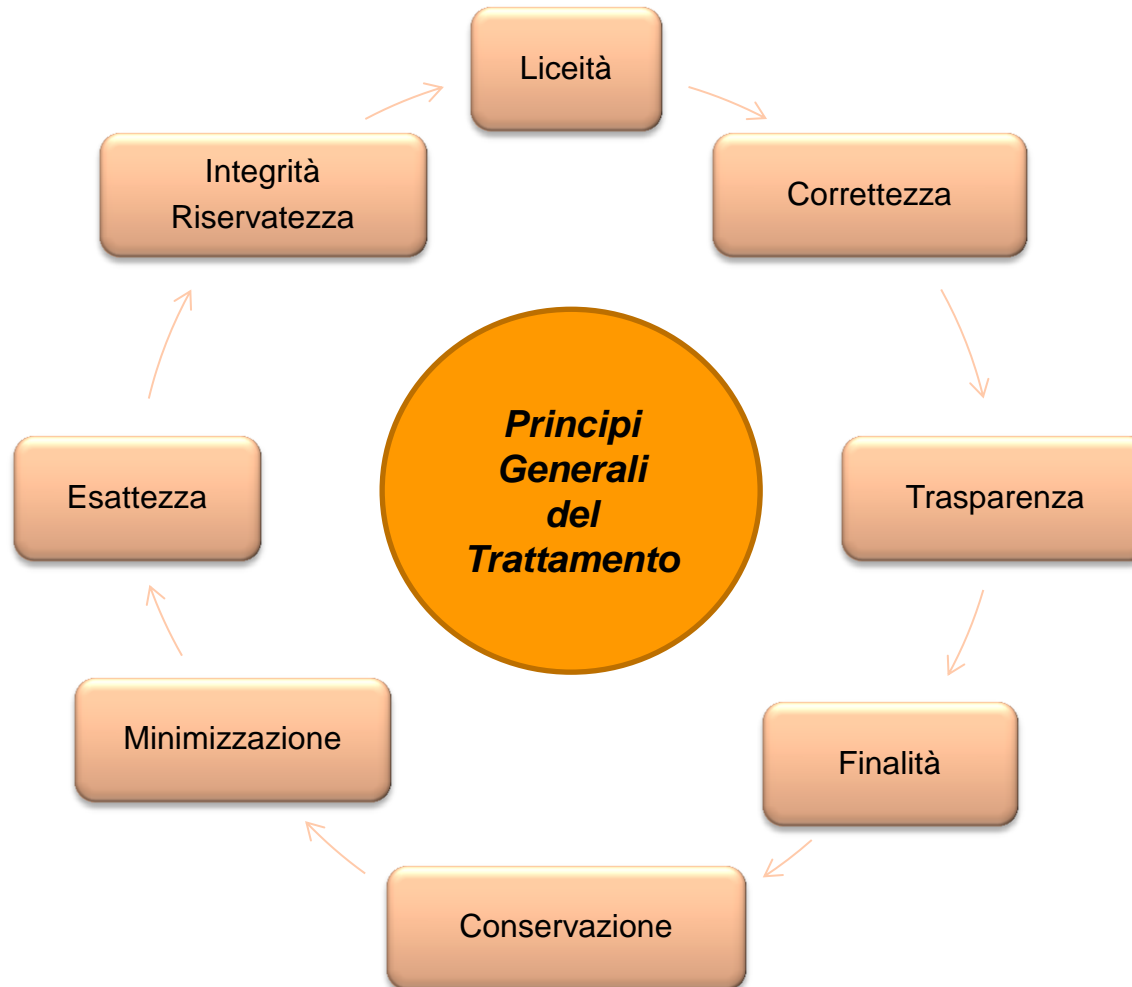 Liceità
Correttezza
Trasparenza
Finalità
Conservazione
Minimizzazione
Esattezza
Integrità
Riservatezza
Principi
Generali
del
Trattamento